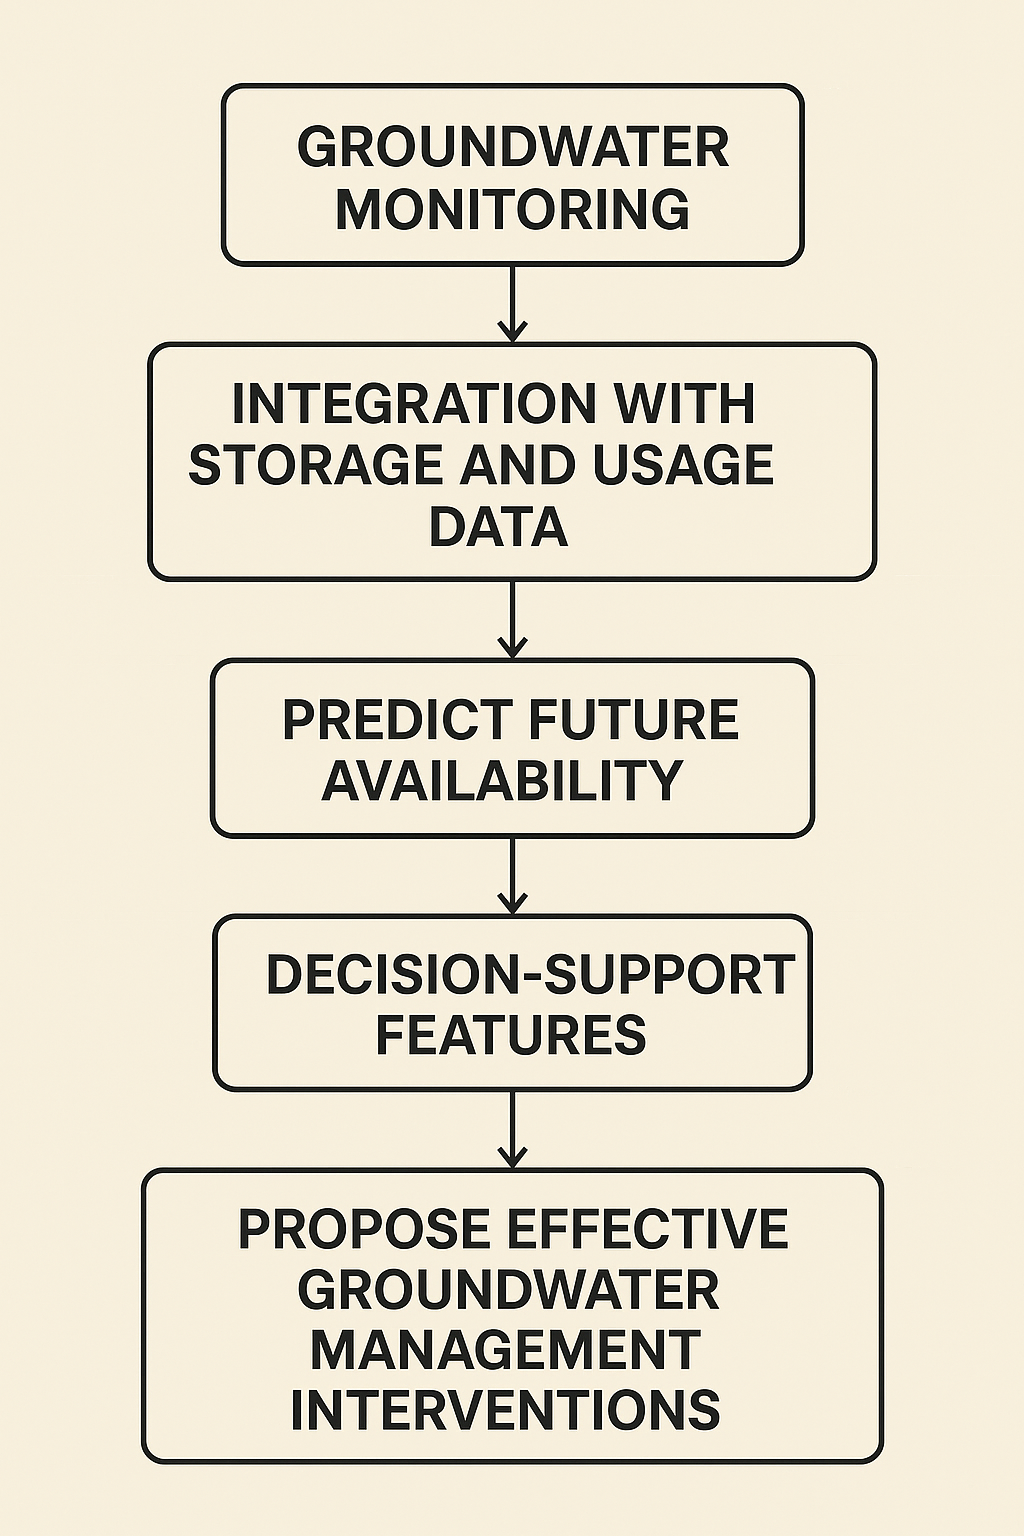 GROUNDWATER
MONITORING
INTEGRATION WITH
STORAGE AND USAGE
DATA
PREDICT FUTURE
AVAILABILITY
DECISION-SUPPORT
FEATURES
PROPOSE EFFECTIVE
GROUNDWATER
MANAGEMENT
INTERVENTIONS